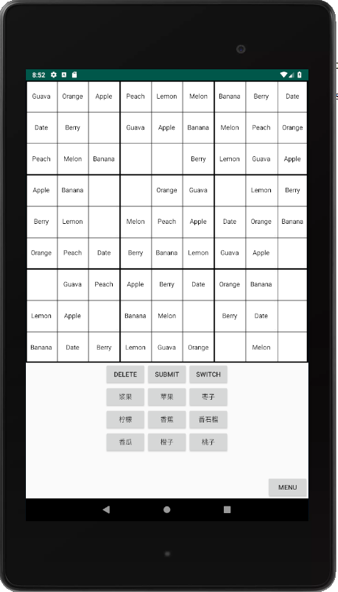 8:52
Guava Orange Apple Peach Lemon Melon Banana Berry Date
Date Berry Guava Apple Banana Melon Peach Orange
Peach Melon Banana Berry Lemon Guava Apple
Apple Banana Orange Guava Lemon Berry
Berry Lemon Melon Peach Apple Date Orange Banana
Orange Peach Date Berry Banana Lemon Guava Apple
Guava Peach Apple Berry Date Orange Banana
Lemon Apple Banana Melon Berry Date
Banana Date Berry Lemon Guava Orange Melon
DELETE SUBMIT SWITCH
浆果 苹果 枣子
柠檬 香蕉 番石榴
香瓜 橙子 桃子
MENU